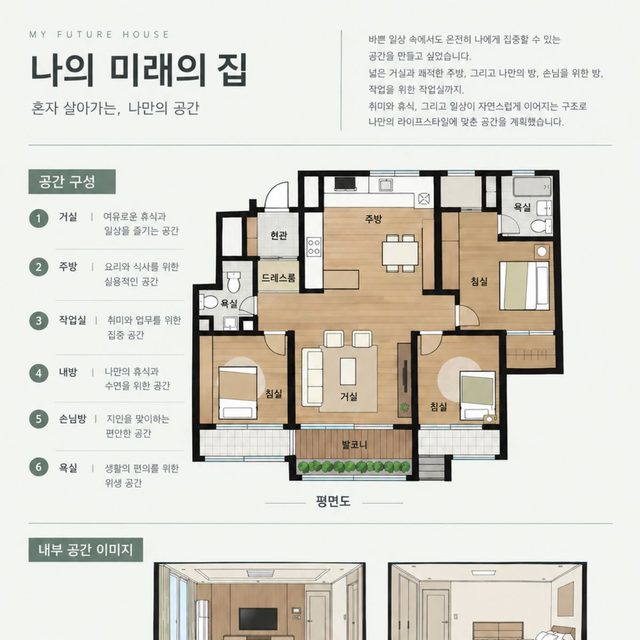 MY FUTURE HOUSE
나의 미래의 집
혼자 살아가는, 나만의 공간
바쁜 일상 속에서도 온전히 나에게 집중할 수 있는
공간을 만들고 싶었습니다.
넓은 거실과 쾌적한 주방, 그리고 나만의 방, 손님을 위한 방,
작업을 위한 작업실까지.
취미와 휴식, 그리고 일상이 자연스럽게 이어지는 구조로
나만의 라이프스타일에 맞춘 공간을 계획했습니다.
공간 구성
1 거실 | 여유로운 휴식과
일상을 즐기는 공간
2 주방 | 요리와 식사를 위한
실용적인 공간
3 작업실 | 취미와 업무를 위한
집중 공간
4 내방 | 나만의 휴식과
수면을 위한 공간
5 손님방 | 지인을 맞이하는
편안한 공간
6 욕실 | 생활의 편의를 위한
위생 공간
욕실
주방
현관
드레스룸
침실
욕실
침실
거실
침실
발코니
평면도
내부 공간 이미지